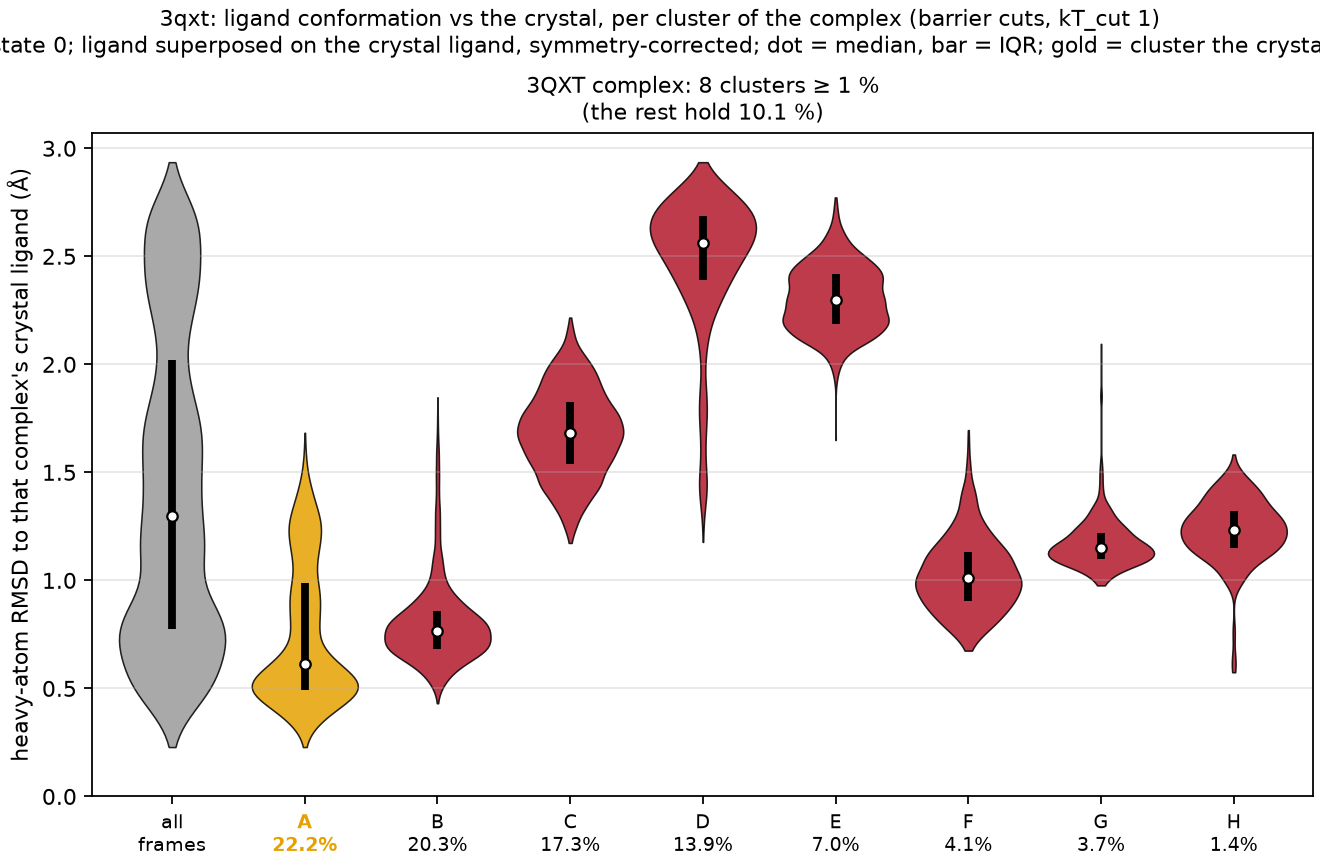 3qxt: ligand conformation vs the crystal, per cluster of the complex (barrier cuts, kT_cut 1)
state 0; ligand superposed on the crystal ligand, symmetry-corrected; dot = median, bar = IQR; gold = cluster the
3QXT complex: 8 clusters ≥ 1 %
(the rest hold 10.1 %)
heavy-atom RMSD to that complex's crystal ligand (Å)
3.0
2.5
2.0
1.5
1.0
0.5
0.0
all frames
A 22.2%
B 20.3%
C 17.3%
D 13.9%
E 7.0%
F 4.1%
G 3.7%
H 1.4%